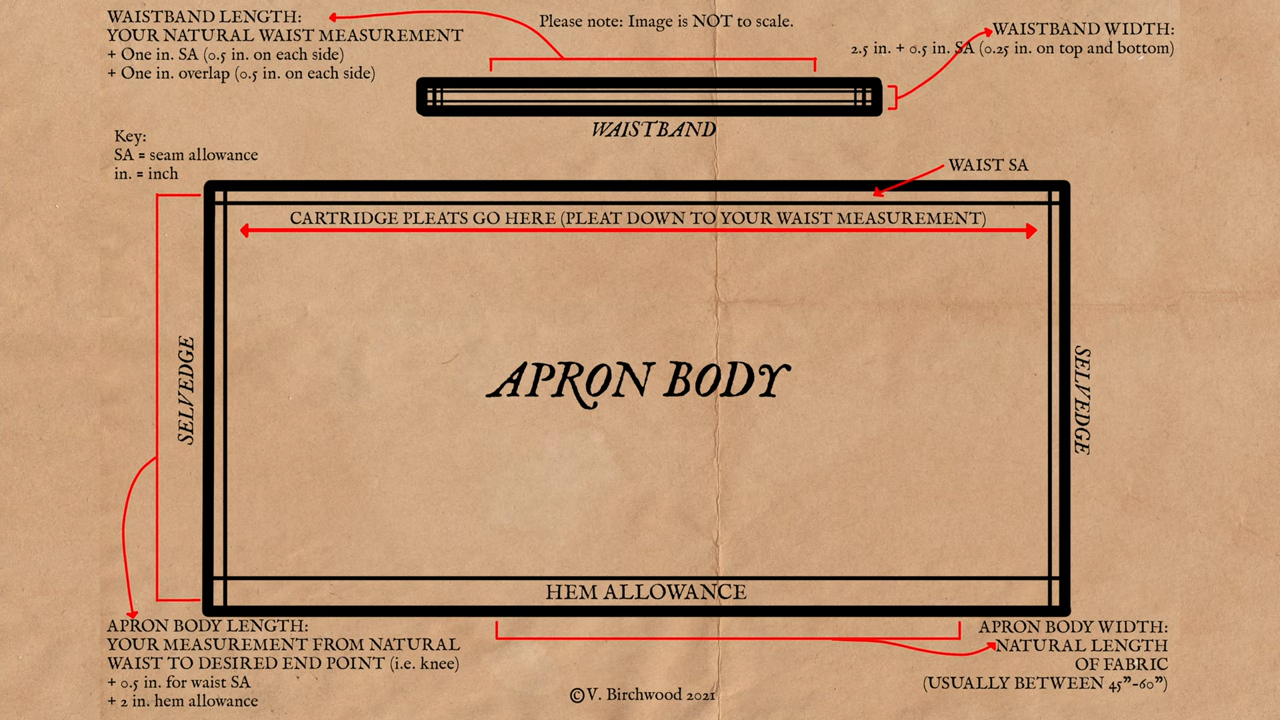 WAISTBAND LENGTH:
YOUR NATURAL WAIST MEASUREMENT
+ One in. SA (0.5 in. on each side)
+ One in. overlap (0.5 in. on each side)
Please note: Image is NOT to scale.
WAISTBAND WIDTH:
2.5 in. + 0.5 in. SA (0.25 in. on top and bottom)
WAISTBAND
Key:
SA = seam allowance
in. = inch
WAIST SA
CARTRIDGE PLEATS GO HERE (PLEAT DOWN TO YOUR WAIST MEASUREMENT)
SELVEDGE
APRON BODY
SELVEDGE
HEM ALLOWANCE
APRON BODY LENGTH:
YOUR MEASUREMENT FROM NATURAL
WAIST TO DESIRED END POINT (i.e. knee)
+ 0.5 in. for waist SA
+ 2 in. hem allowance
APRON BODY WIDTH:
NATURAL LENGTH
OF FABRIC
(USUALLY BETWEEN 45”-60”)
©V. Birchwood 2021